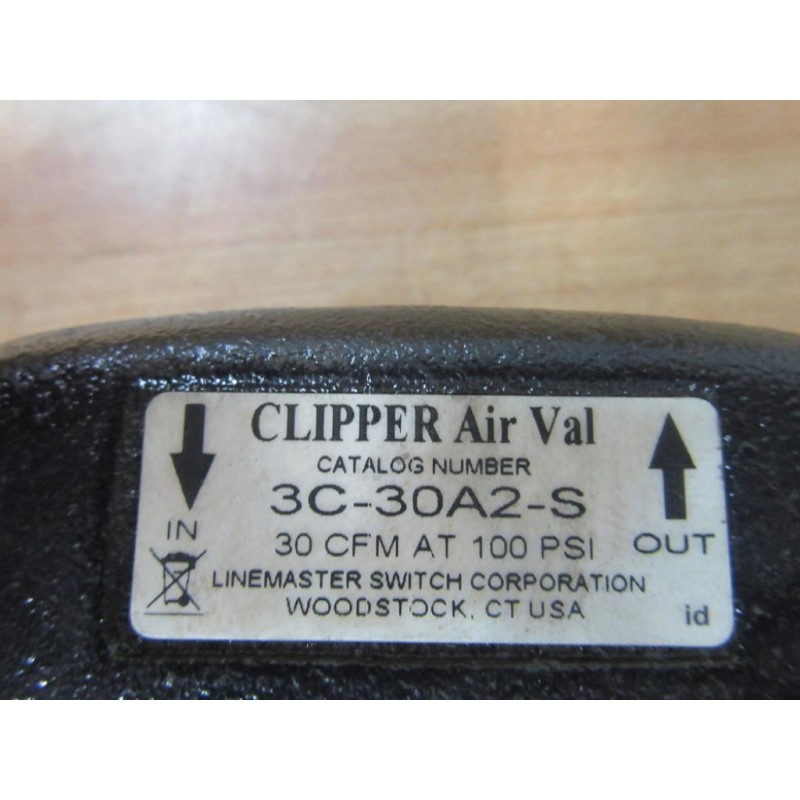 CLIPPER Air Val
CATALOG NUMBER
3C-30A2-S
IN
30 CFM AT 100 PSI
OUT
LINEMASTER SWITCH CORPORATION
WOODSTOCK, CT USA
id